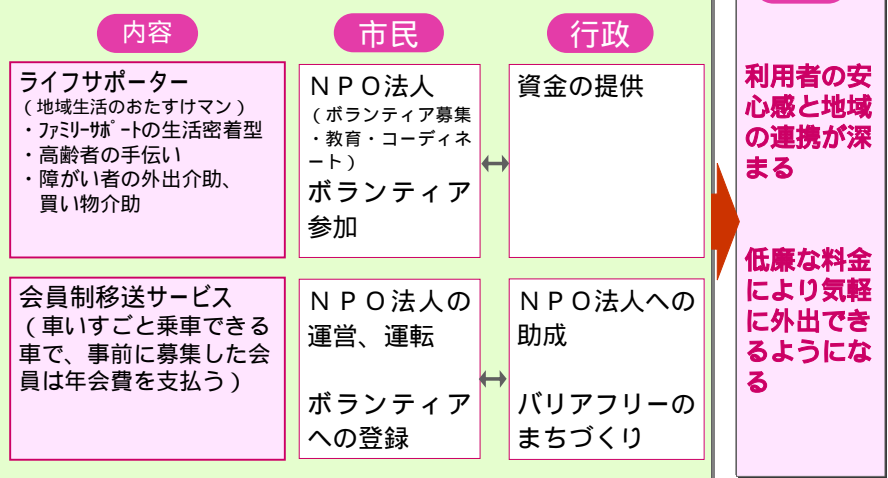 内容
市民
行政
ライフサポーター
（地域生活のおたすけマン）
・ファミリーサポートの生活密着型
・高齢者の手伝い
・障がい者の外出介助、
買い物介助
ＮＰＯ法人
（ボランティア募集
・教育・コーディネ
ート）
ボランティア
参加
資金の提供
会員制移送サービス
（車いすごと乗車できる
車で、事前に募集した会
員は年会費を支払う）
ＮＰＯ法人の
運営、運転
ボランティア
への登録
ＮＰＯ法人への
助成
バリアフリーの
まちづくり
利用者の安
心感と地域
の連携が深
まる
低廉な料金
により気軽
に外出でき
るようにな
る